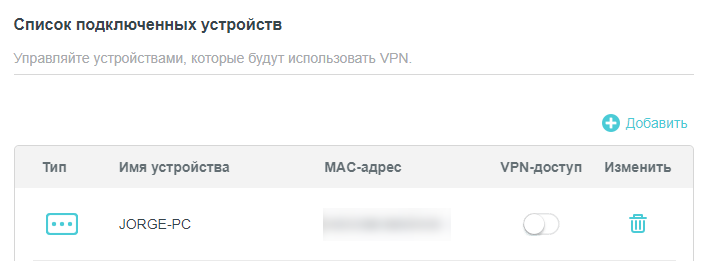 Список подключенных устройств
Управляйте устройствами, которые будут использовать VPN.
Добавить
Тип Имя устройства MAC-адрес VPN-доступ Изменить
JORGE-PC